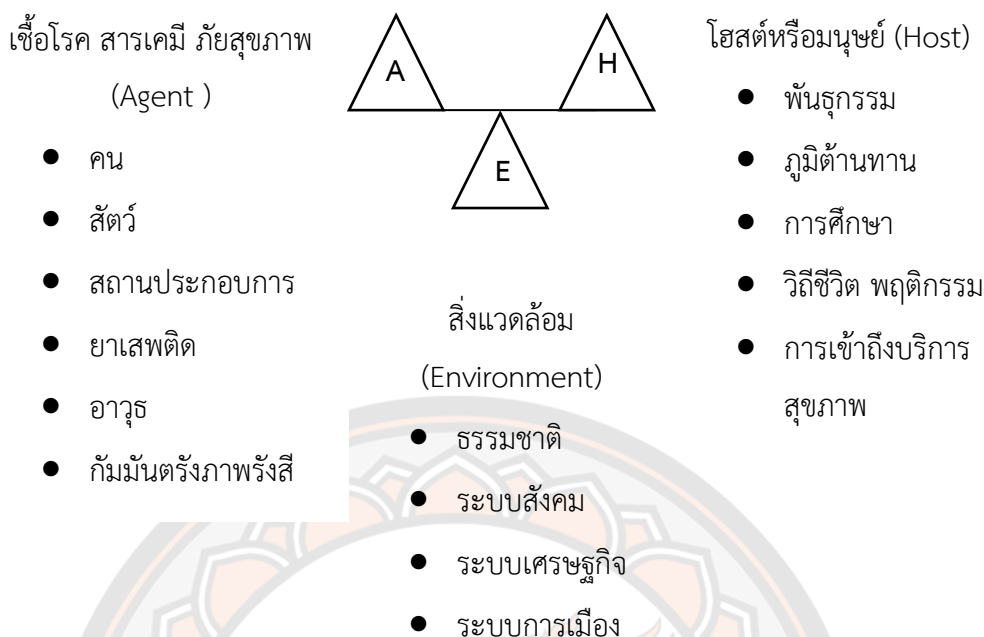 เชื้อโรค สารเคมี ภัยสุขภาพ
(Agent )
● คน
● สัตว์
● สถานประกอบการ
● ยาเสพติด
● อาวุธ
● กัมมันตรังภาพรังสี
A
H
E
สิ่งแวดล้อม
(Environment)
● ธรรมชาติ
● ระบบสังคม
● ระบบเศรษฐกิจ
● ระบบการเมือง
โฮสต์หรือมนุษย์ (Host)
● พันธุกรรม
● ภูมิต้านทาน
● การศึกษา
● วิถีชีวิต พฤติกรรม
● การเข้าถึงบริการ
สุขภาพ